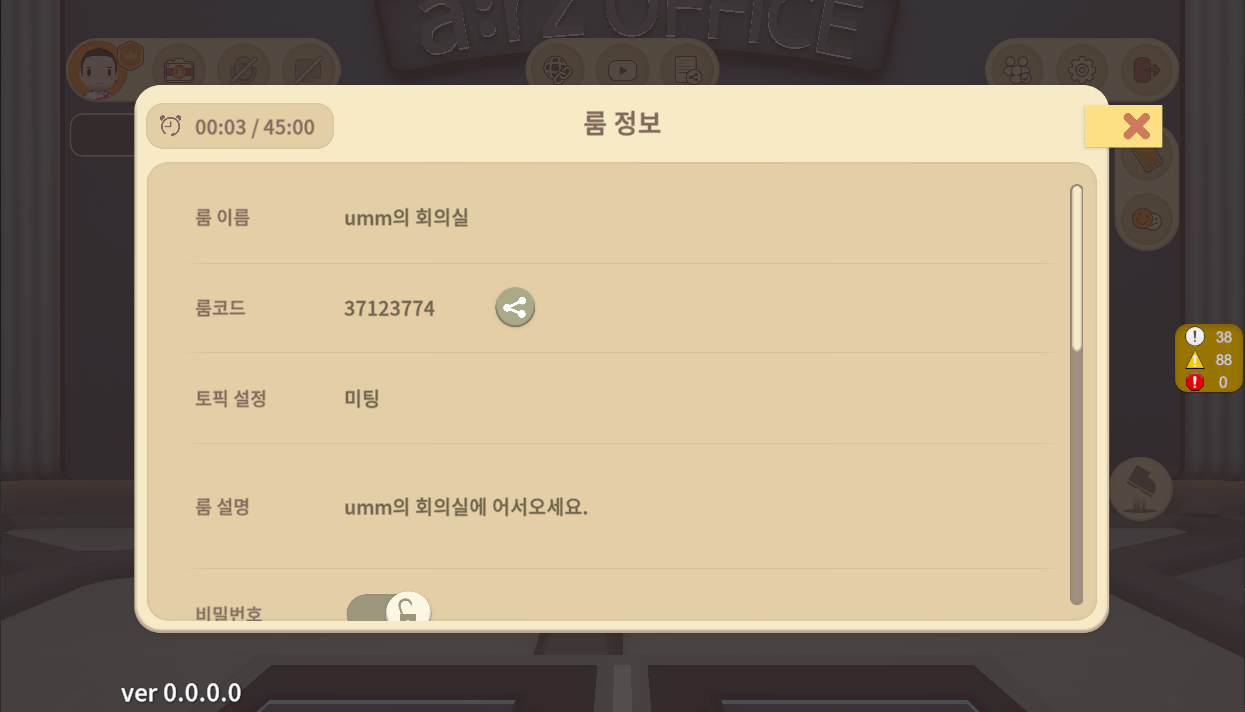 a:rz OFFICE
00:03 / 45:00
룸 정보
룸 이름
umm의 회의실
룸코드
37123774
토픽 설정
미팅
룸 설명
umm의 회의실에 어서오세요.
비밀번호
38
88
0
ver 0.0.0.0